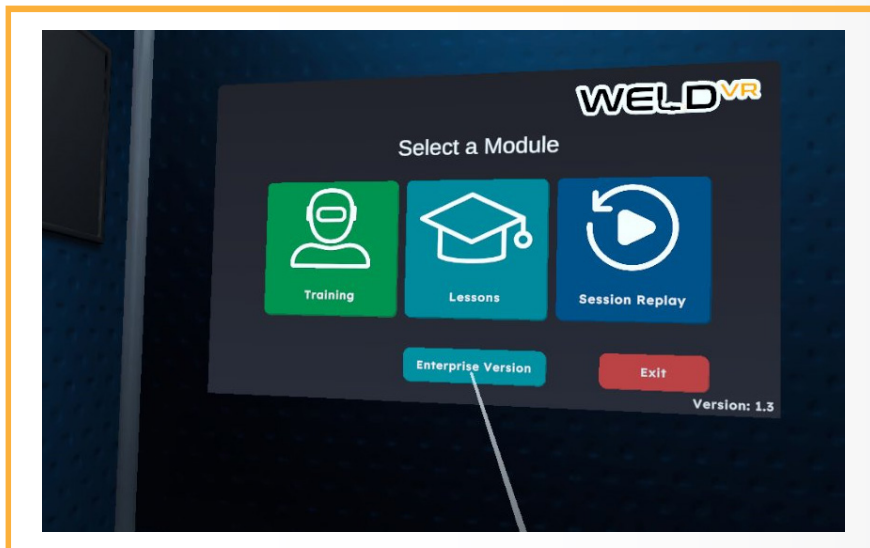 WELDVR
Select a Module
Training
Lessons
Session Replay
Enterprise Version
Exit
Version: 1.3